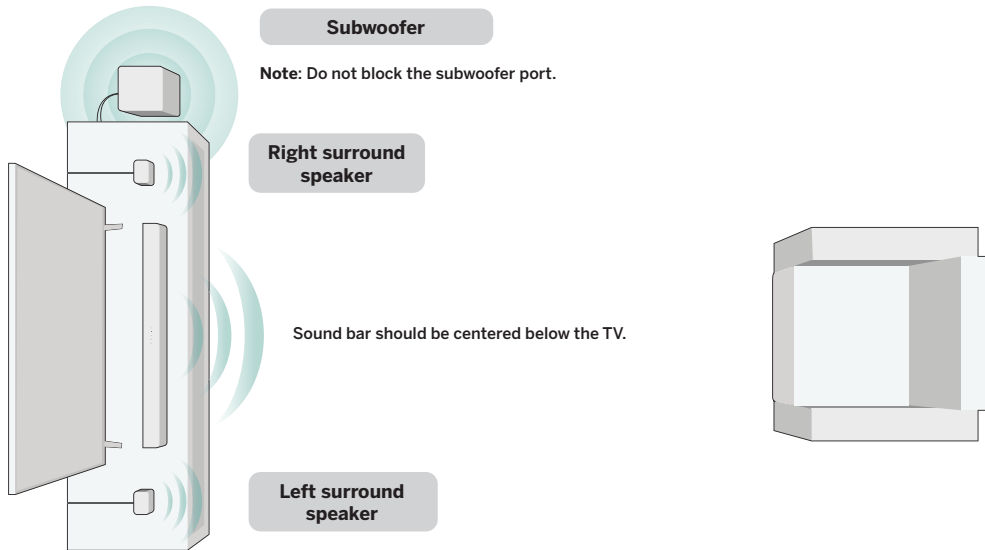 Subwoofer
Note: Do not block the subwoofer port.
Right surround
speaker
Sound bar should be centered below the TV.
Left surround
speaker